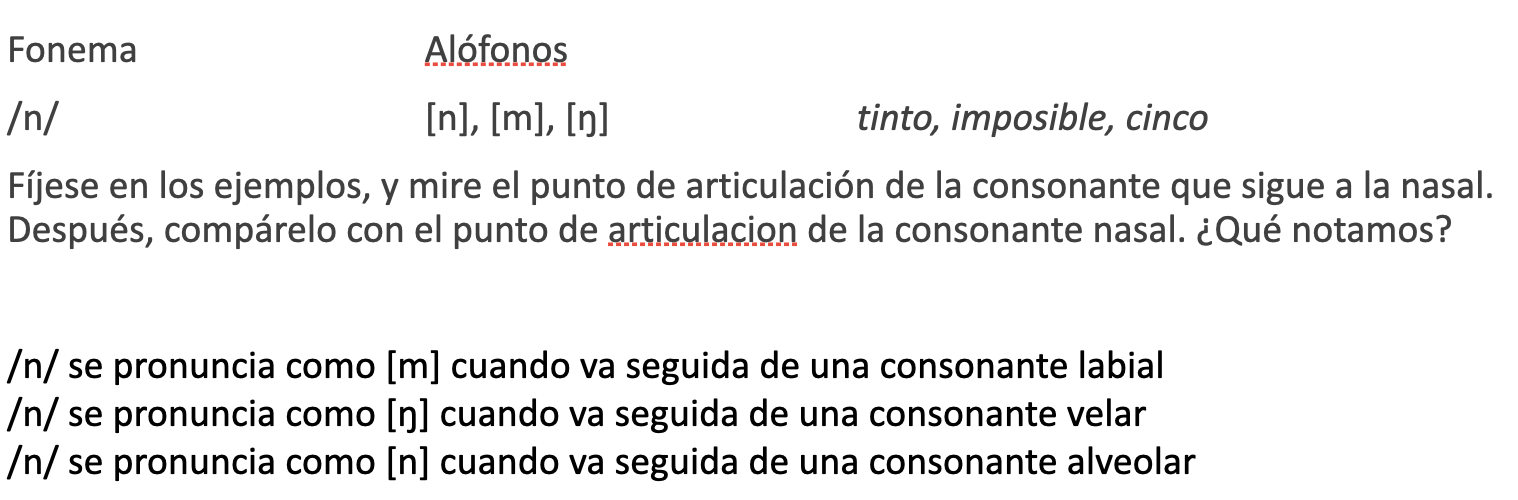 Fonema Alófonos
/n/ [n], [m], [ŋ] tinto, imposible, cinco
Fíjese en los ejemplos, y mire el punto de articulación de la consonante que sigue a la nasal.
Después, compárelo con el punto de articulacion de la consonante nasal. ¿Qué notamos?
/n/ se pronuncia como [m] cuando va seguida de una consonante labial
/n/ se pronuncia como [ŋ] cuando va seguida de una consonante velar
/n/ se pronuncia como [n] cuando va seguida de una consonante alveolar